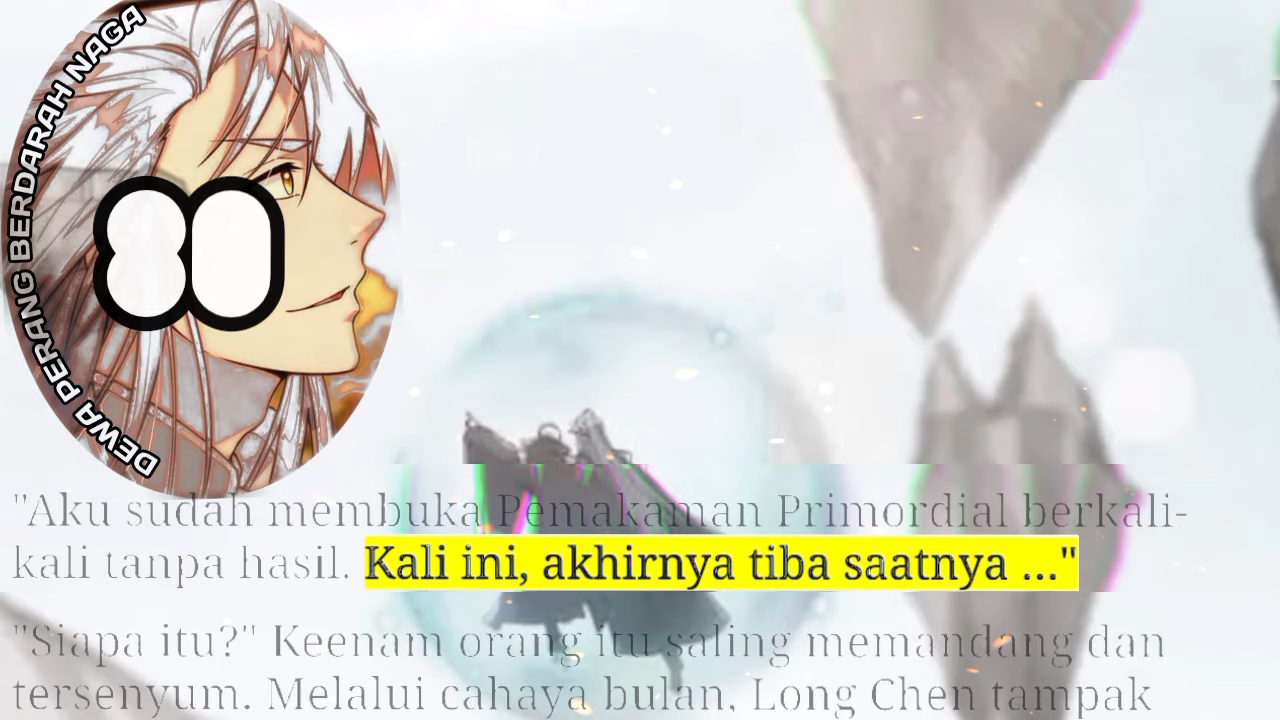 DEWA PERANG BERDARAH NAGA
80
"Aku sudah membuka Pemakaman Primordial berkali-
kali tanpa hasil. Kali ini, akhirnya tiba saatnya ..."
"Siapa itu?" Keenam orang itu saling memandang dan
tersenyum. Melalui cahaya bulan, Long Chen tampak